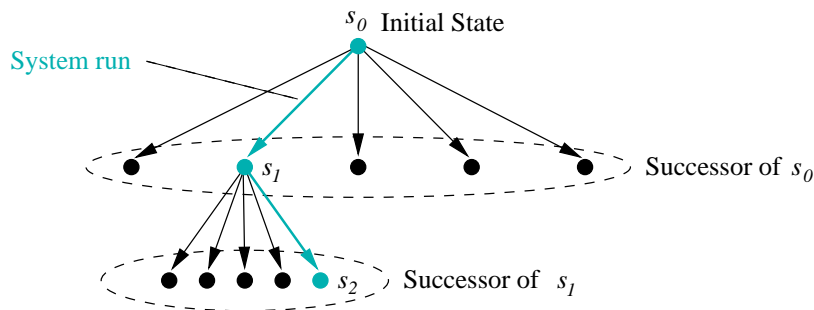 s0 Initial State
System run
s1
Successor of s0
s2
Successor of s1